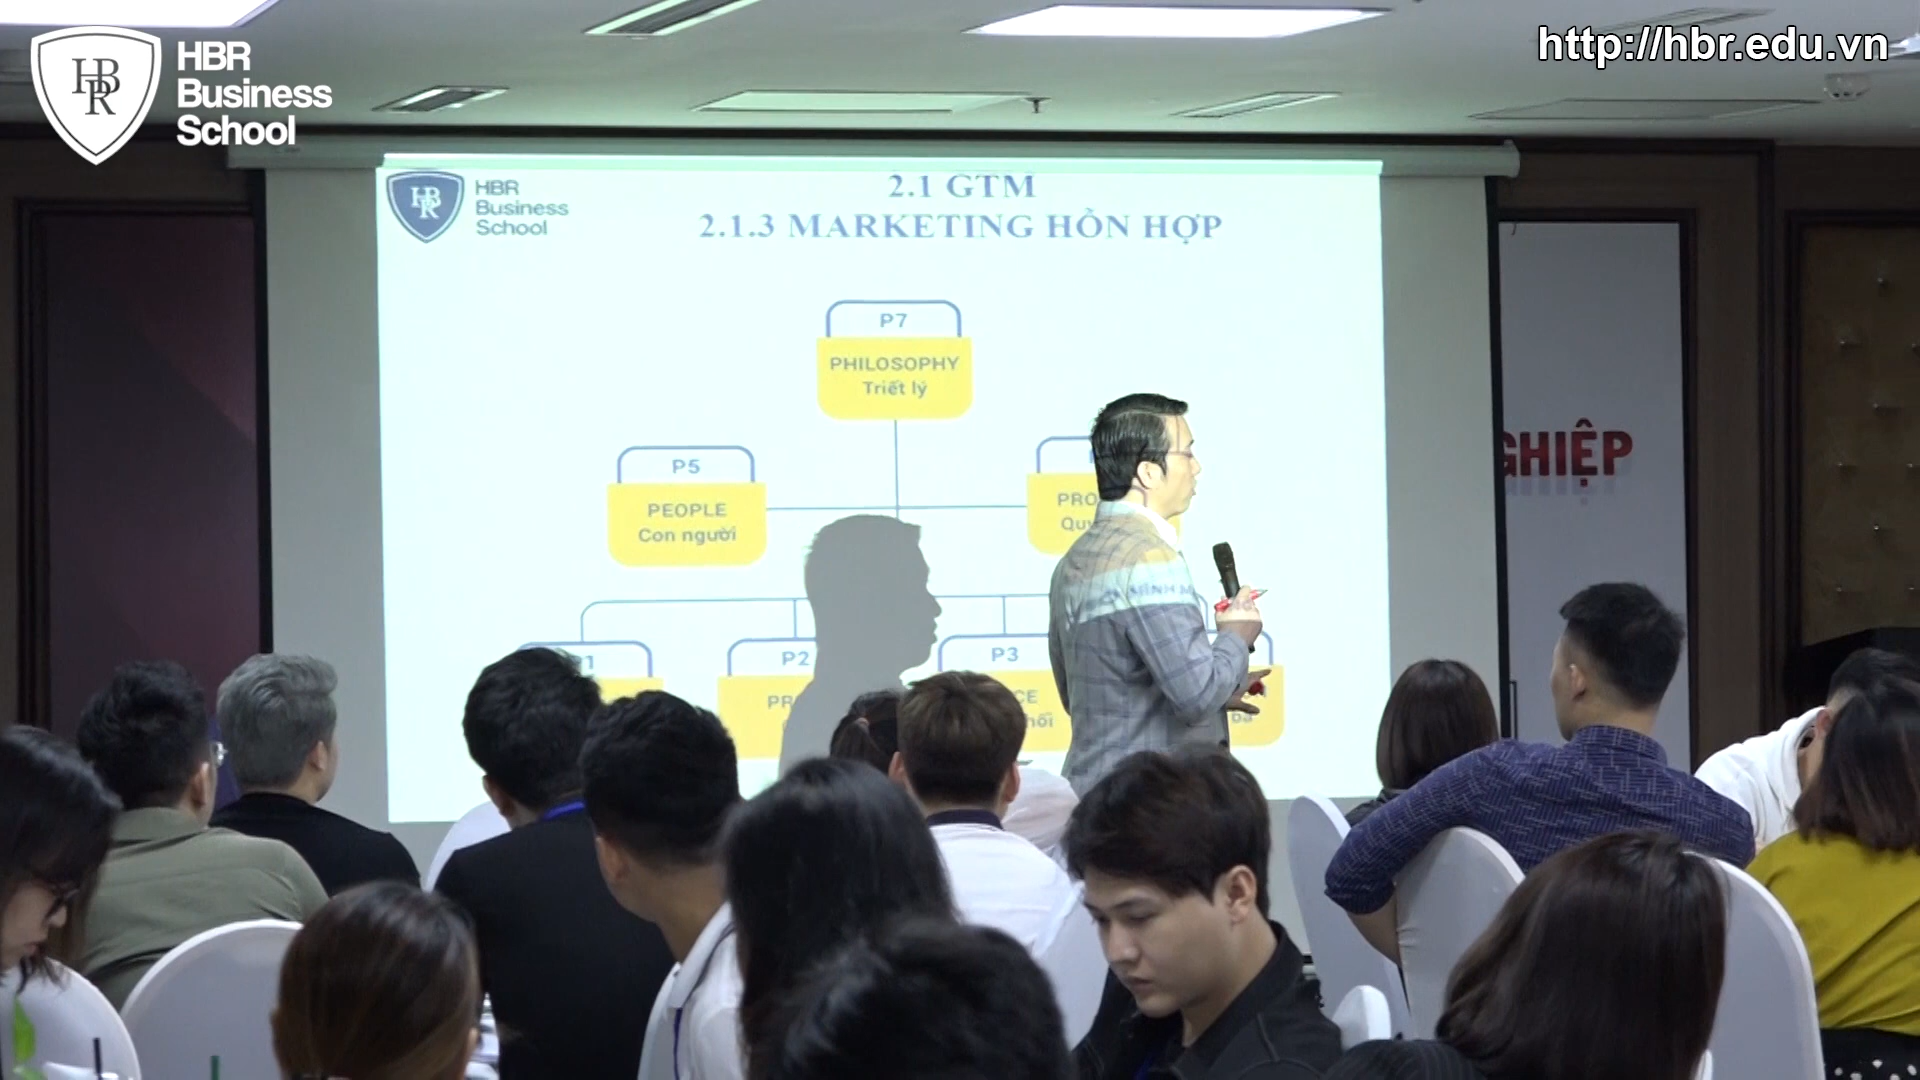 HBR
Business
School
http://hbr.edu.vn
HBR
Business
School
2.1 GTM
2.1.3 MARKETING HỖN HỢP
P7
PHILOSOPHY
Triết lý
P5
PEOPLE
Con người
P2
P3
GHIỆP